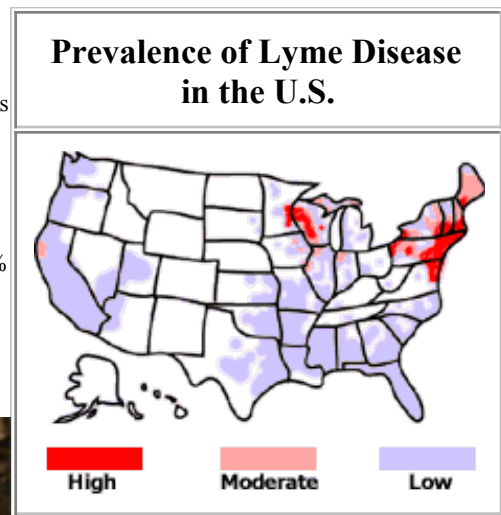 Prevalence of Lyme Disease
in the U.S.
s
%
High Moderate Low